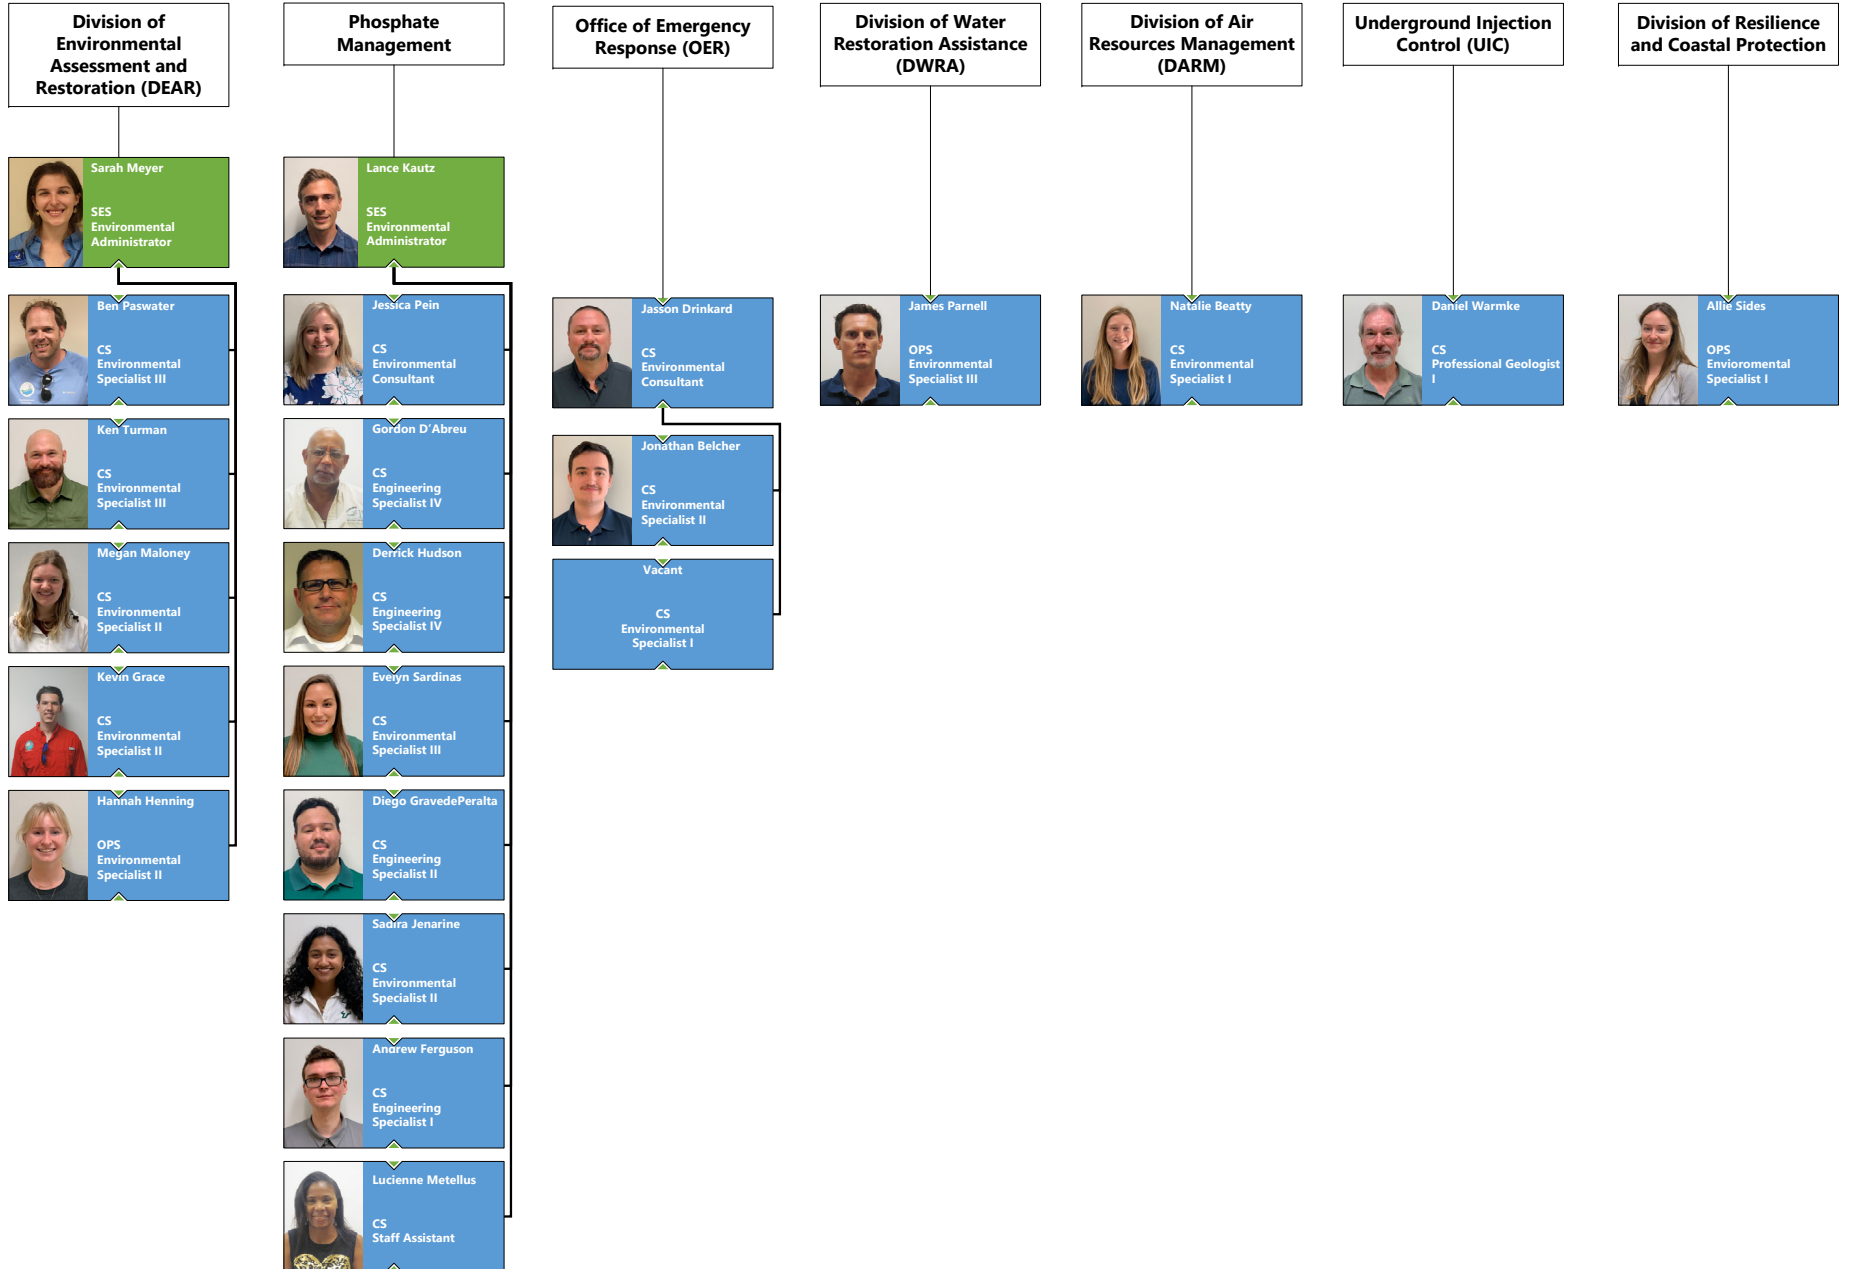 Division of
Environmental
Assessment and
Restoration (DEAR)
Sarah Meyer
SES
Environmental
Administrator
Ben Paswater
CS
Environmental
Specialist III
Ken Turman
CS
Environmental
Specialist III
Megan Maloney
CS
Environmental
Specialist II
Kevin Grace
CS
Environmental
Specialist II
Hannah Henning
OPS
Environmental
Specialist II
Phosphate
Management
Lance Kautz
SES
Environmental
Administrator
Jessica Pein
CS
Environmental
Consultant
Gordon D'Abreu
CS
Engineering
Specialist IV
Derrick Hudson
CS
Engineering
Specialist IV
Evelyn Sardinas
CS
Environmental
Specialist III
Diego GravedePeralta
CS
Engineering
Specialist II
Sadira Jenarine
CS
Environmental
Specialist II
Andrew Ferguson
CS
Engineering
Specialist I
Lucienne Metellus
CS
Staff Assistant
Office of Emergency
Response (OER)
Jasson Drinkard
CS
Environmental
Consultant
Jonathan Belcher
CS
Environmental
Specialist II
Vacant
CS
Environmental
Specialist I
Division of Water
Restoration Assistance
(DWRA)
James Parnell
OPS
Environmental
Specialist III
Division of Air
Resources Management
(DARM)
Natalie Beatty
CS
Environmental
Specialist I
Underground Injection
Control (UIC)
Daniel Warmke
CS
Professional Geologist
I
Division of Resilience
and Coastal Protection
Allie Sides
OPS
Enviromental
Specialist I